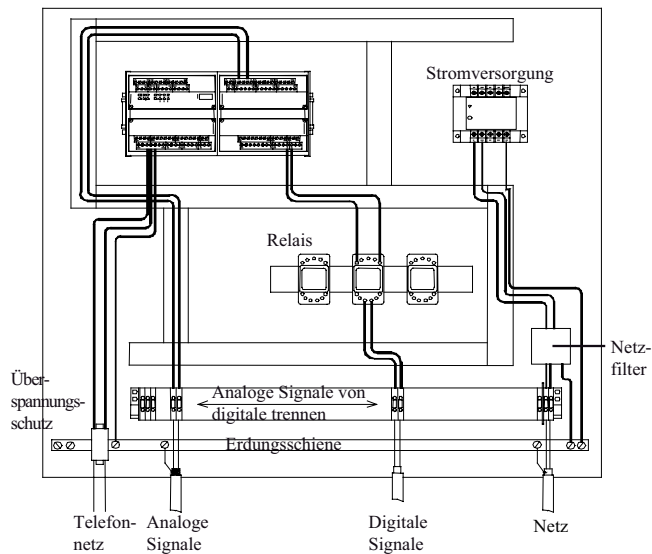 Stromversorgung
Relais
Netz-
filter
Über-
spannungs-
schutz
Analoge Signale von
digitale trennen
Erdungsschiene
Telefon-
netz
Analoge
Signale
Digitale
Signale
Netz